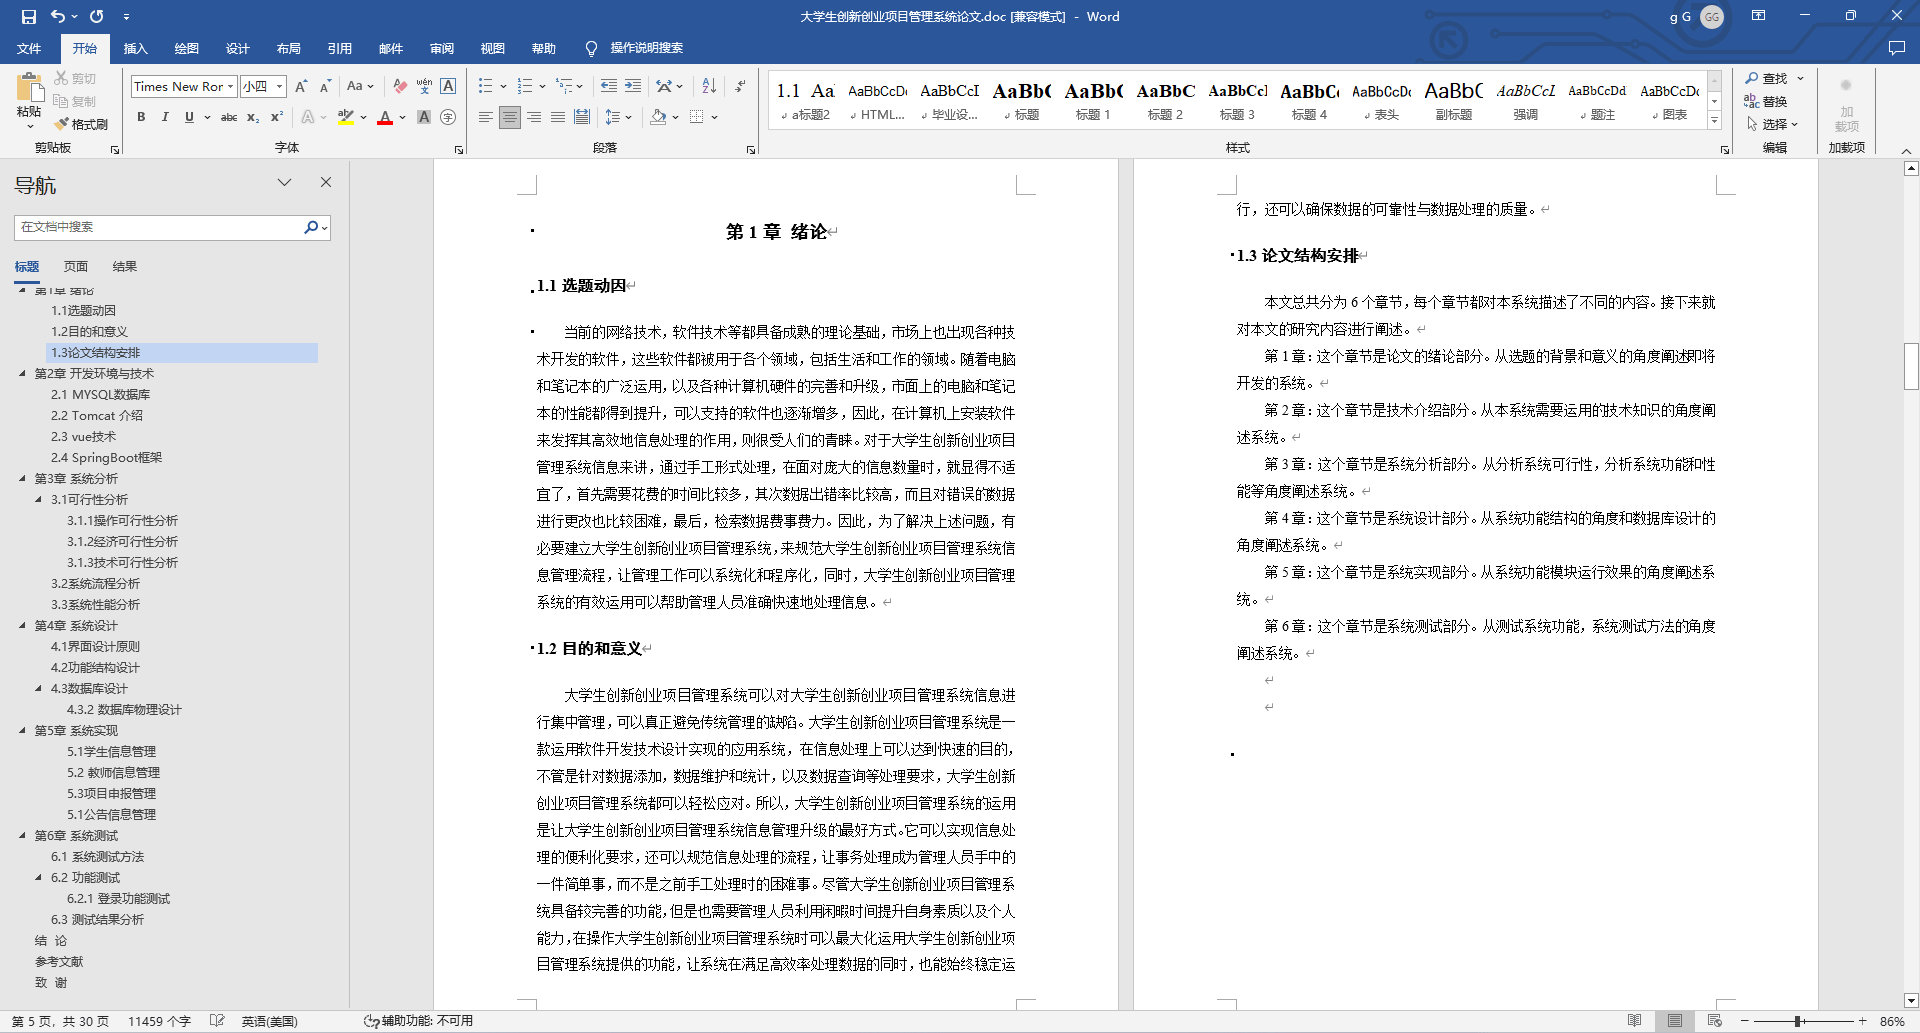 大学生创新创业项目管理系统论文.doc [兼容模式] - Word
g G
GG
文件 开始 插入 绘图 设计 布局 引用 邮件 审阅 视图 帮助 操作说明搜索
粘贴
剪切
复制
格式刷
剪贴板
Times New Ror
小四
字体
段落
1.1 Aa AaBbCcDc AaBbCcI AaBbC AaBbC AaBbC AaBbCcI AaBbCc AaBbCcDc AaBbC AaBbCcL AaBbCcDd AaBbCcDc
a标题2 HTML... 毕业设... 标题 标题 1 标题 2 标题 3 标题 4 表头 副标题 强调 题注 图表
样式
查找
替换
选择
编辑
加
载项
加载项
导航
在文档中搜索
标题 页面 结果
第1章 绪论
1.1选题动因
1.2目的和意义
1.3论文结构安排
第2章 开发环境与技术
2.1 MYSQL数据库
2.2 Tomcat 介绍
2.3 vue技术
2.4 SpringBoot框架
第3章 系统分析
3.1可行性分析
3.1.1操作可行性分析
3.1.2经济可行性分析
3.1.3技术可行性分析
3.2系统流程分析
3.3系统性能分析
第4章 系统设计
4.1界面设计原则
4.2功能结构设计
4.3数据库设计
4.3.2 数据库物理设计
第5章 系统实现
5.1学生信息管理
5.2 教师信息管理
5.3项目申报管理
5.1公告信息管理
第6章 系统测试
6.1 系统测试方法
6.2 功能测试
6.2.1 登录功能测试
6.3 测试结果分析
结 论
参考文献
致 谢
第 1 章 绪论
1.1 选题动因
当前的网络技术，软件技术等都具备成熟的理论基础，市场上也出现各种技
术开发的软件，这些软件都被用于各个领域，包括生活和工作的领域。随着电脑
和笔记本的广泛运用，以及各种计算机硬件的完善和升级，市面上的电脑和笔记
本的性能都得到提升，可以支持的软件也逐渐增多，因此，在计算机上安装软件
来发挥其高效地信息处理的作用，则很受人们的青睐。对于大学生创新创业项目
管理系统信息来讲，通过手工形式处理，在面对庞大的信息数量时，就显得不适
宜了，首先需要花费的时间比较多，其次数据出错率比较高，而且对错误的数据
进行更改也比较困难，最后，检索数据费事费力。因此，为了解决上述问题，有
必要建立大学生创新创业项目管理系统，来规范大学生创新创业项目管理系统信
息管理流程，让管理工作可以系统化和程序化，同时，大学生创新创业项目管理
系统的有效运用可以帮助管理人员准确快速地处理信息。
1.2 目的和意义
大学生创新创业项目管理系统可以对大学生创新创业项目管理系统信息进
行集中管理，可以真正避免传统管理的缺陷。大学生创新创业项目管理系统是一
款运用软件开发技术设计实现的应用系统，在信息处理上可以达到快速的目的，
不管是针对数据添加，数据维护和统计，以及数据查询等处理要求，大学生创新
创业项目管理系统都可以轻松应对。所以，大学生创新创业项目管理系统的运用
是让大学生创新创业项目管理系统信息管理升级的最好方式。它可以实现信息处
理的便利化要求，还可以规范信息处理的流程，让事务处理成为管理人员手中的
一件简单事，而不是之前手工处理时的困难事。尽管大学生创新创业项目管理系
统具备较完善的功能，但是也需要管理人员利用闲暇时间提升自身素质以及个人
能力，在操作大学生创新创业项目管理系统时可以最大化运用大学生创新创业项
目管理系统提供的功能，让系统在满足高效率处理数据的同时，也能始终稳定运
行，还可以确保数据的可靠性与数据处理的质量。
1.3 论文结构安排
本文总共分为 6 个章节，每个章节都对本系统描述了不同的内容。接下来就
对本文的研究内容进行阐述。
第 1 章：这个章节是论文的绪论部分。从选题的背景和意义的角度阐述即将
开发的系统。
第 2 章：这个章节是技术介绍部分。从本系统需要运用的技术知识的角度阐
述系统。
第 3 章：这个章节是系统分析部分。从分析系统可行性，分析系统功能和性
能等角度阐述系统。
第 4 章：这个章节是系统设计部分。从系统功能结构的角度和数据库设计的
角度阐述系统。
第 5 章：这个章节是系统实现部分。从系统功能模块运行效果的角度阐述系
统。
第 6 章：这个章节是系统测试部分。从测试系统功能，系统测试方法的角度
阐述系统。
第 5 页，共 30 页 11459 个字 英语(美国) 辅助功能: 不可用 86%